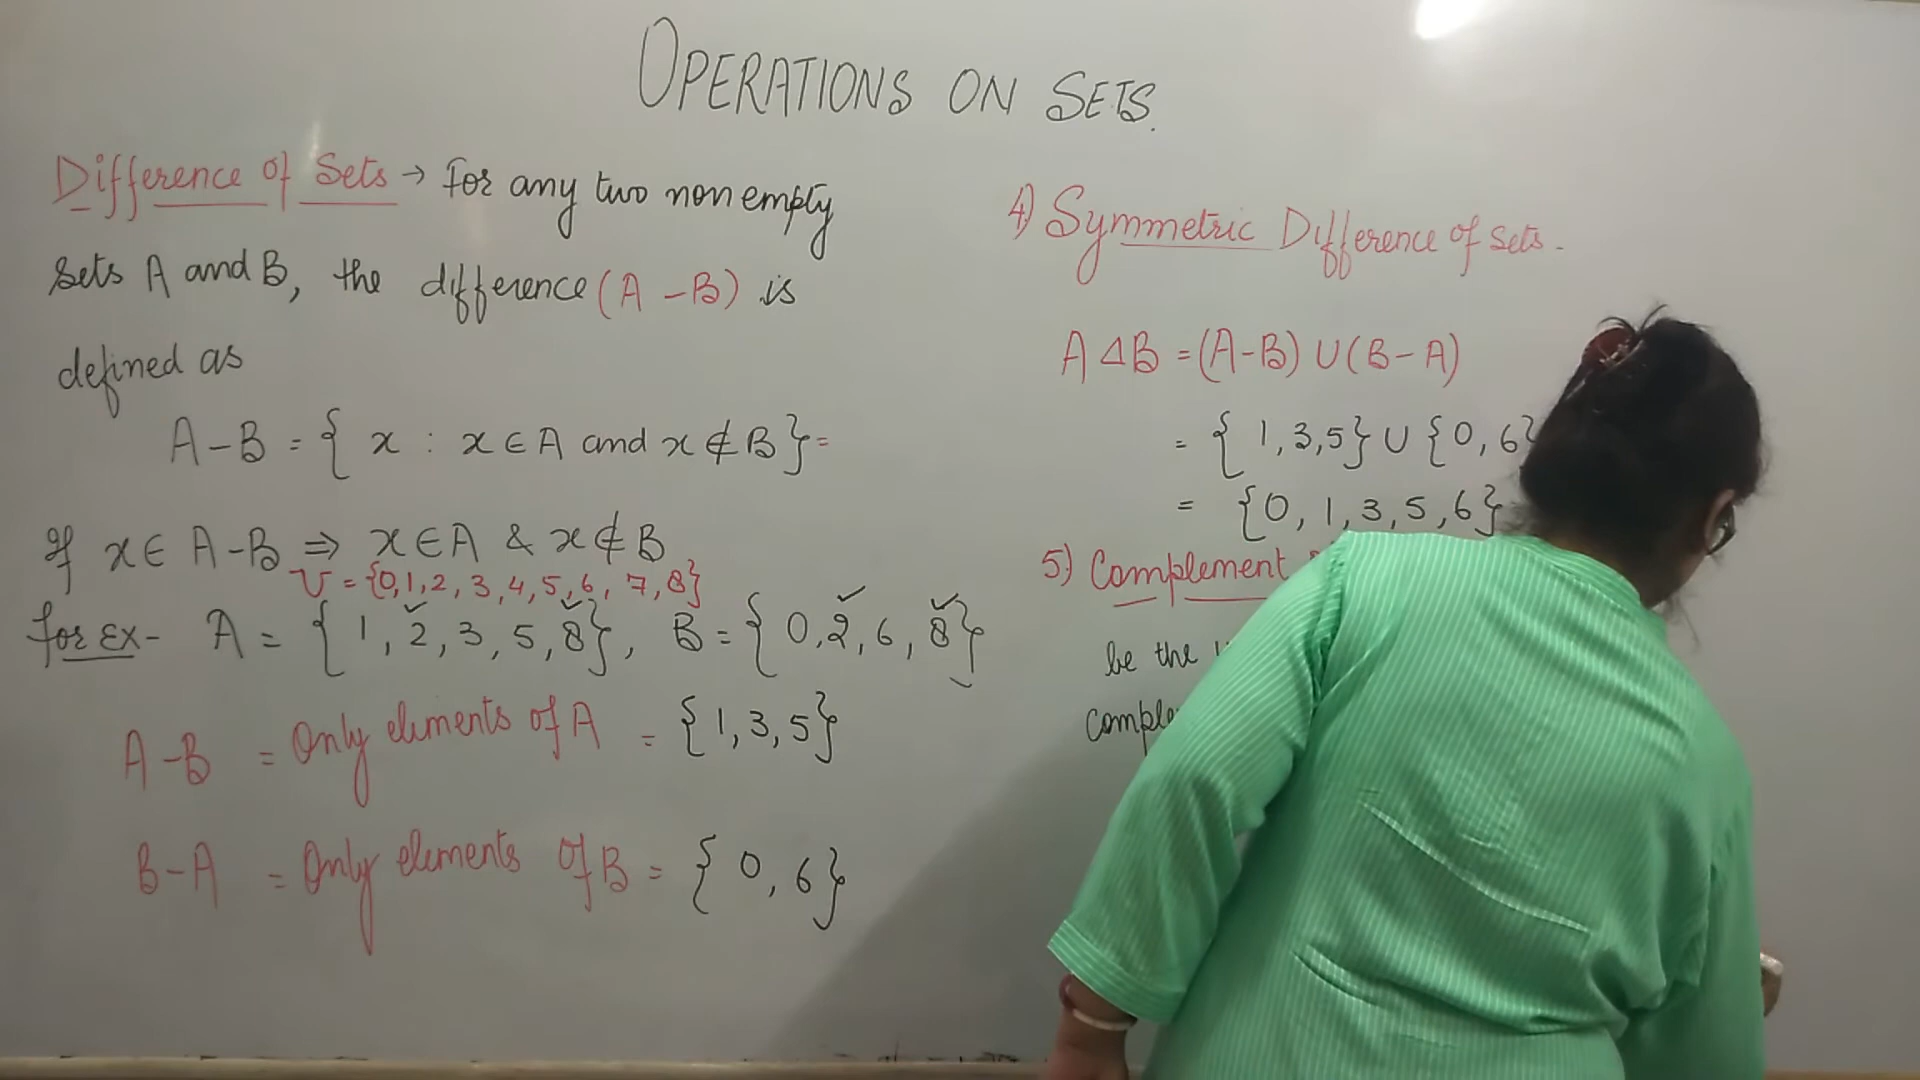 OPERATIONS ON SETS.
Difference of Sets → For any two non empty
Sets A and B, the difference (A - B) is
defined as
A - B = { x : x ∈ A and x ∉ B} =
If x ∈ A - B ⇒ x ∈ A & x ∉ B
U = {0, 1, 2, 3, 4, 5, 6, 7, 8}
for Ex- A = { 1, 2, 3, 5, 8}, B = { 0, 2, 6, 8}
A - B = Only elements of A = { 1, 3, 5}
B - A = Only elements of B = { 0, 6}
4) Symmetric Difference of Sets -
A Δ B = (A - B) ∪ (B - A)
= { 1, 3, 5} ∪ {0, 6}
= {0, 1, 3, 5, 6}
5) Complement
be the
Comple